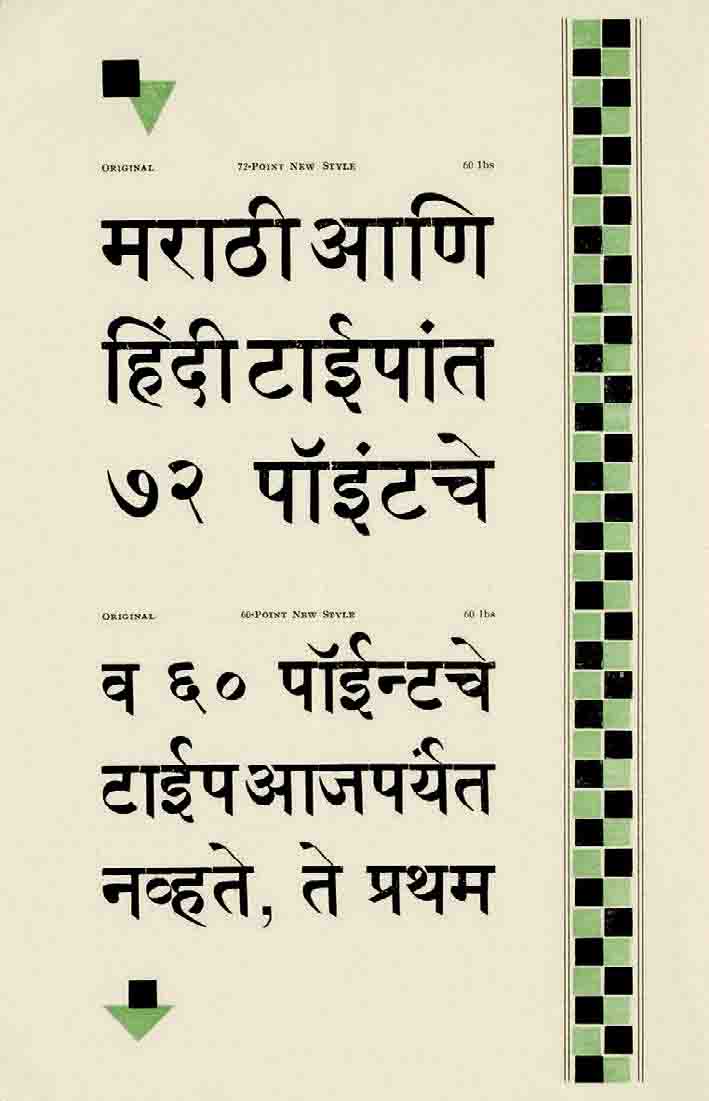 ORIGINAL 72-POINT NEW STYLE 60 lbs
मराठी आणि
हिंदी टाईपांत
७२ पॉइंटचे
ORIGINAL 60-POINT NEW STYLE 60 lbs
व ६० पॉईन्टचे
टाईप आजपर्यंत
नव्हते, ते प्रथम